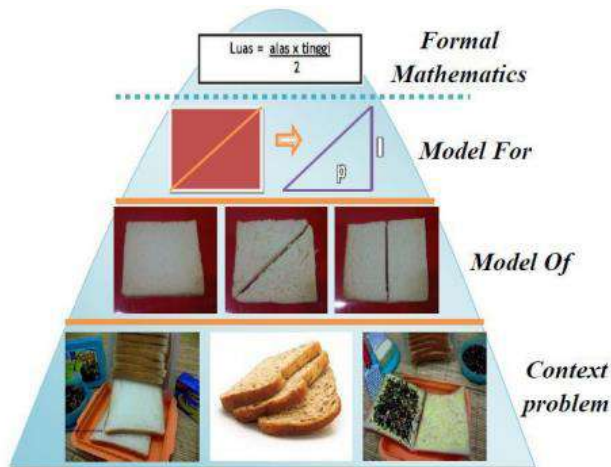 Luas = alas x tinggi
2
Formal
Mathematics
l
p
Model For
Model Of
Context
problem